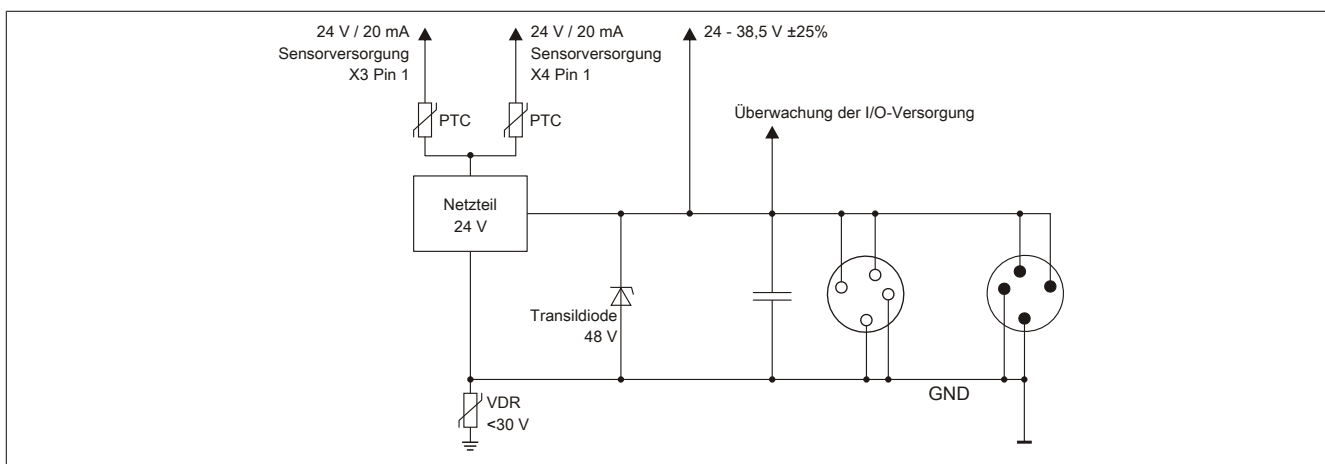 24 V / 20 mA
Sensorversorgung
X3 Pin 1
24 V / 20 mA
Sensorversorgung
X4 Pin 1
24 - 38,5 V ±25%
PTC
PTC
Überwachung der I/O-Versorgung
Netzteil
24 V
Transildiode
48 V
GND
VDR
<30 V